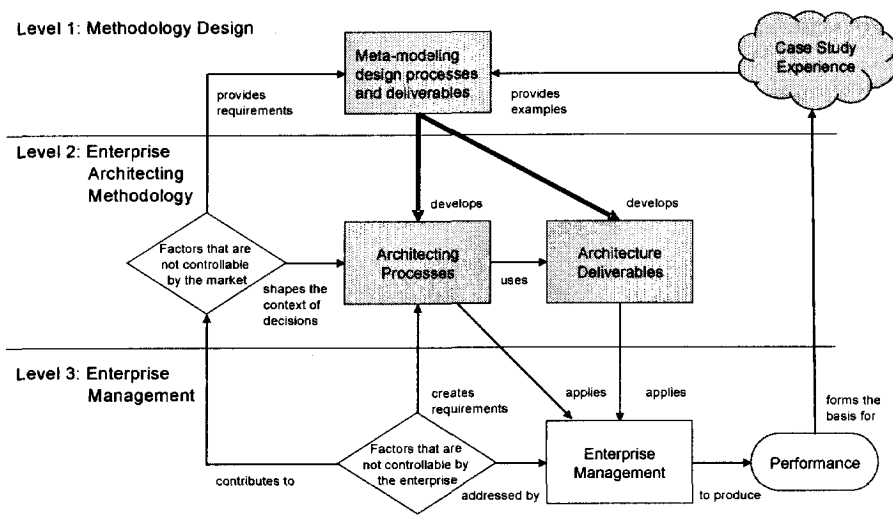 Level 1: Methodology Design
Meta-modeling
design processes
and deliverables
Case Study
Experience
provides
requirements
provides
examples
Level 2: Enterprise
Architecting
Methodology
develops
develops
Factors that are
not controllable
by the market
Architecting
Processes
Architecture
Deliverables
shapes the
context of
decisions
uses
Level 3: Enterprise
Management
creates
requirements
applies
applies
forms the
basis for
Factors that are
not controllable by
the enterprise
Enterprise
Management
Performance
contributes to
addressed by
to produce